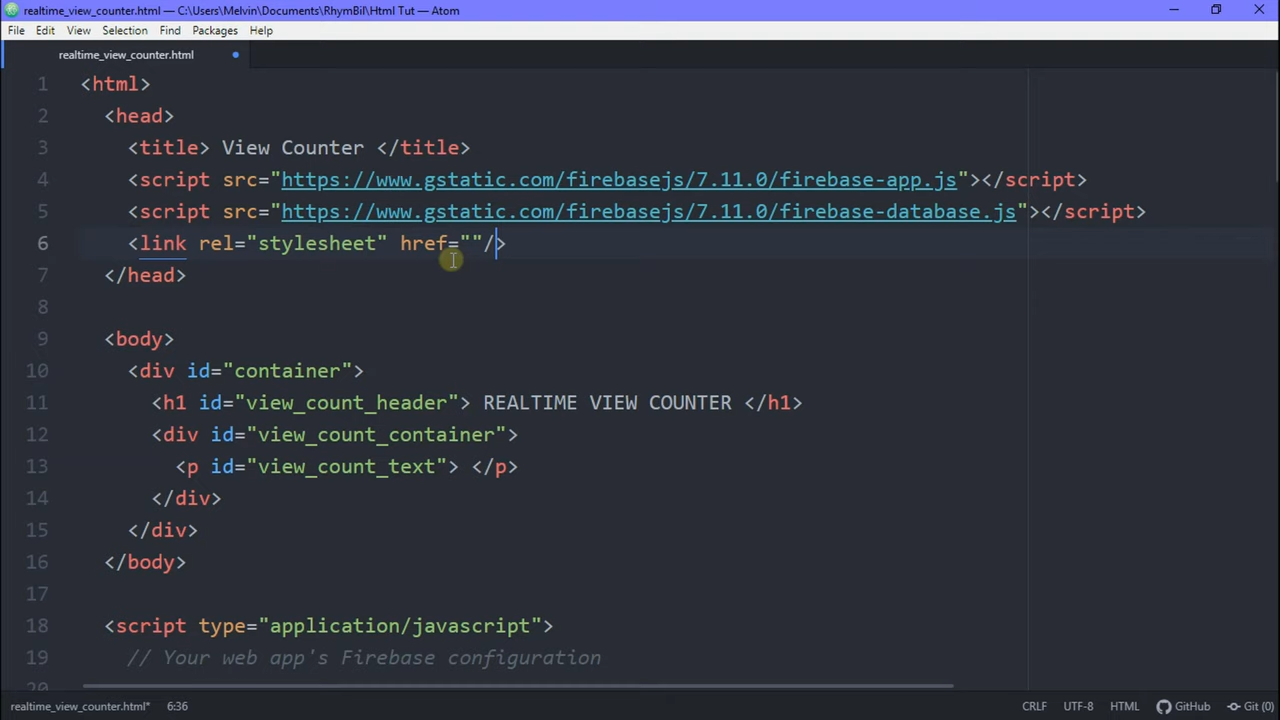 realtime_view_counter.html — C:\Users\Melvin\Documents\RhymBil\Html Tut — Atom
File Edit View Selection Find Packages Help
realtime_view_counter.html
1 <html>
2 <head>
3 <title> View Counter </title>
4 <script src="https://www.gstatic.com/firebasejs/7.11.0/firebase-app.js"></script>
5 <script src="https://www.gstatic.com/firebasejs/7.11.0/firebase-database.js"></script>
6 <link rel="stylesheet" href=""/>
7 </head>
8
9 <body>
10 <div id="container">
11 <h1 id="view_count_header"> REALTIME VIEW COUNTER </h1>
12 <div id="view_count_container">
13 <p id="view_count_text"> </p>
14 </div>
15 </div>
16 </body>
17
18 <script type="application/javascript">
19 // Your web app's Firebase configuration
20
realtime_view_counter.html* 6:36 CRLF UTF-8 HTML GitHub Git (0)